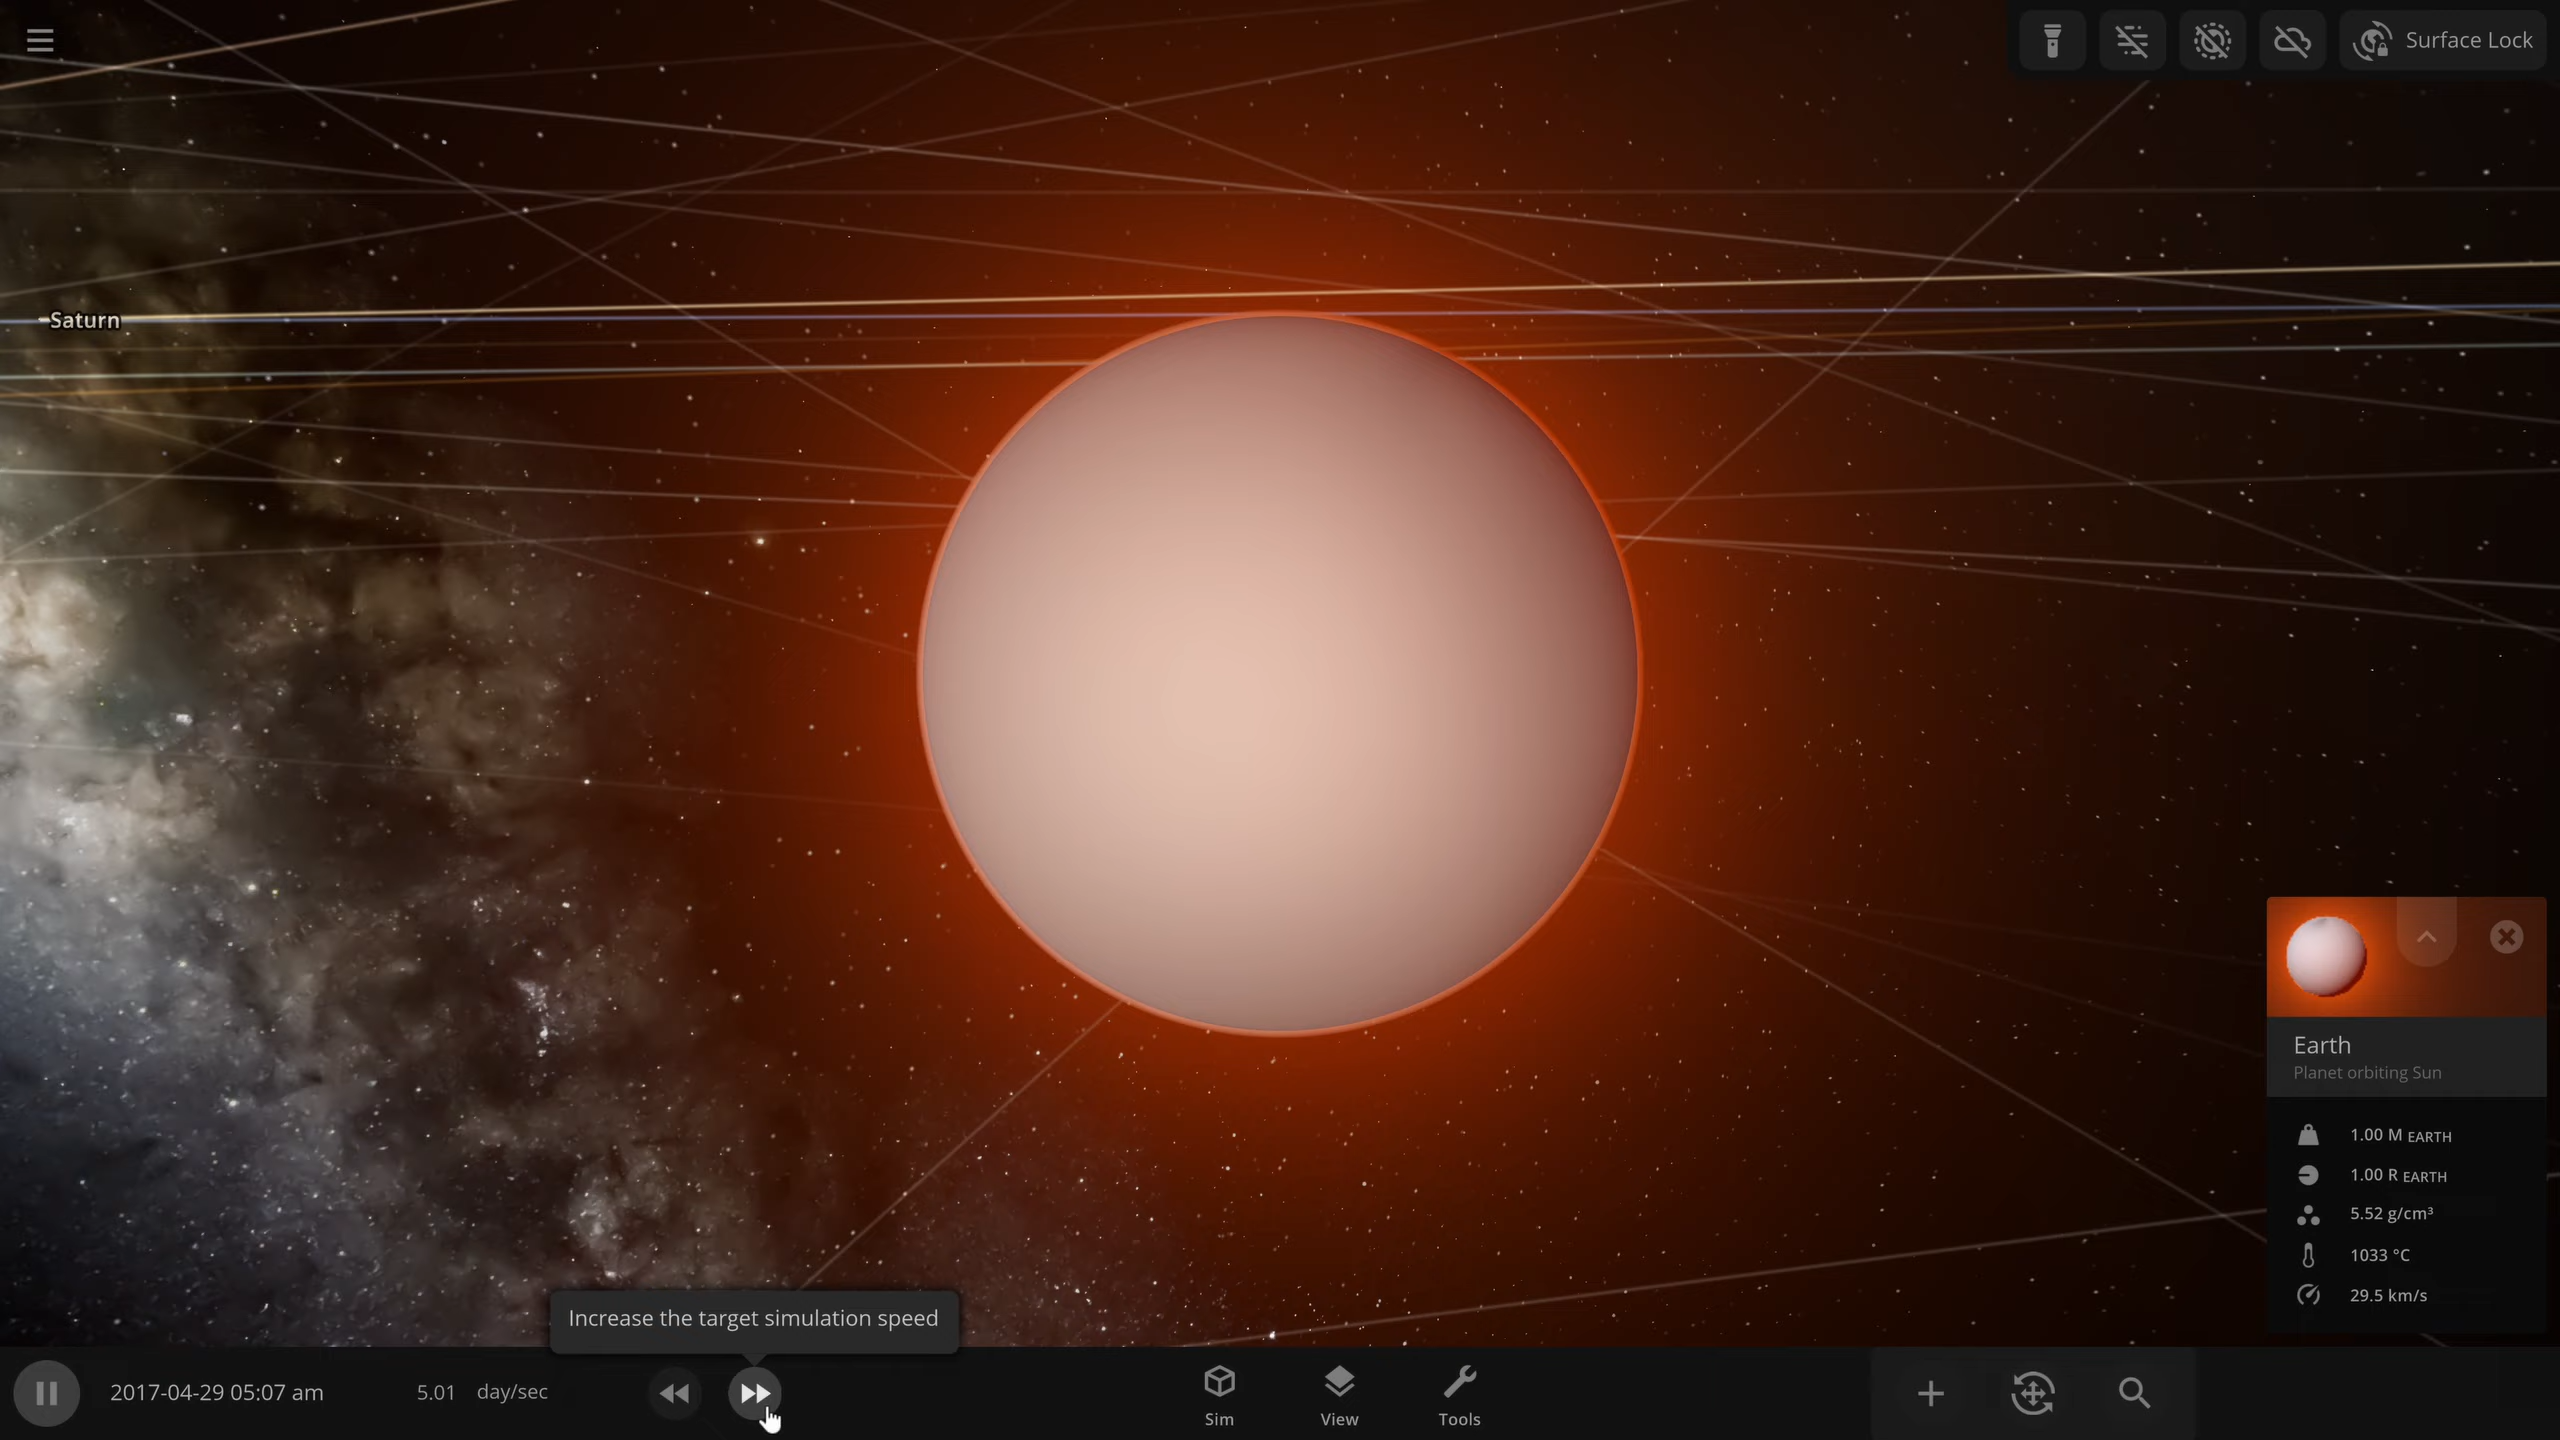 Surface Lock
Saturn
Earth
Planet orbiting Sun
1.00 M EARTH
1.00 R EARTH
5.52 g/cm³
1033 °C
29.5 km/s
Increase the target simulation speed
2017-04-29 05:07 am
5.01 day/sec
Sim
View
Tools